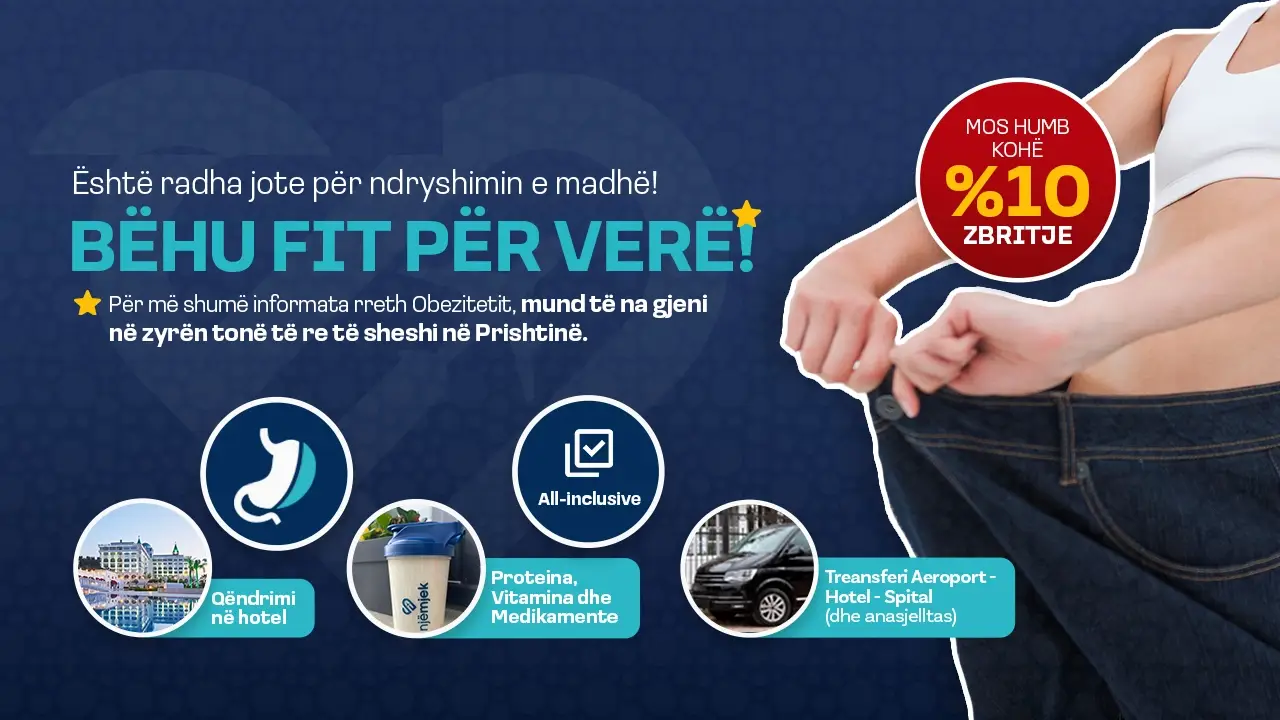 Është radha jote për ndryshimin e madhë!
BËHU FIT PËR VERË!
Për më shumë informata rreth Obezitetit, mund të na gjeni
në zyrën tonë të re të sheshi në Prishtinë.
MOS HUMB
KOHË
%10
ZBRITJE
All-inclusive
Qëndrimi
në hotel
njëmjek
Proteina,
Vitamina dhe
Medikamente
Treansferi Aeroport -
Hotel - Spital
(dhe anasjelltas)